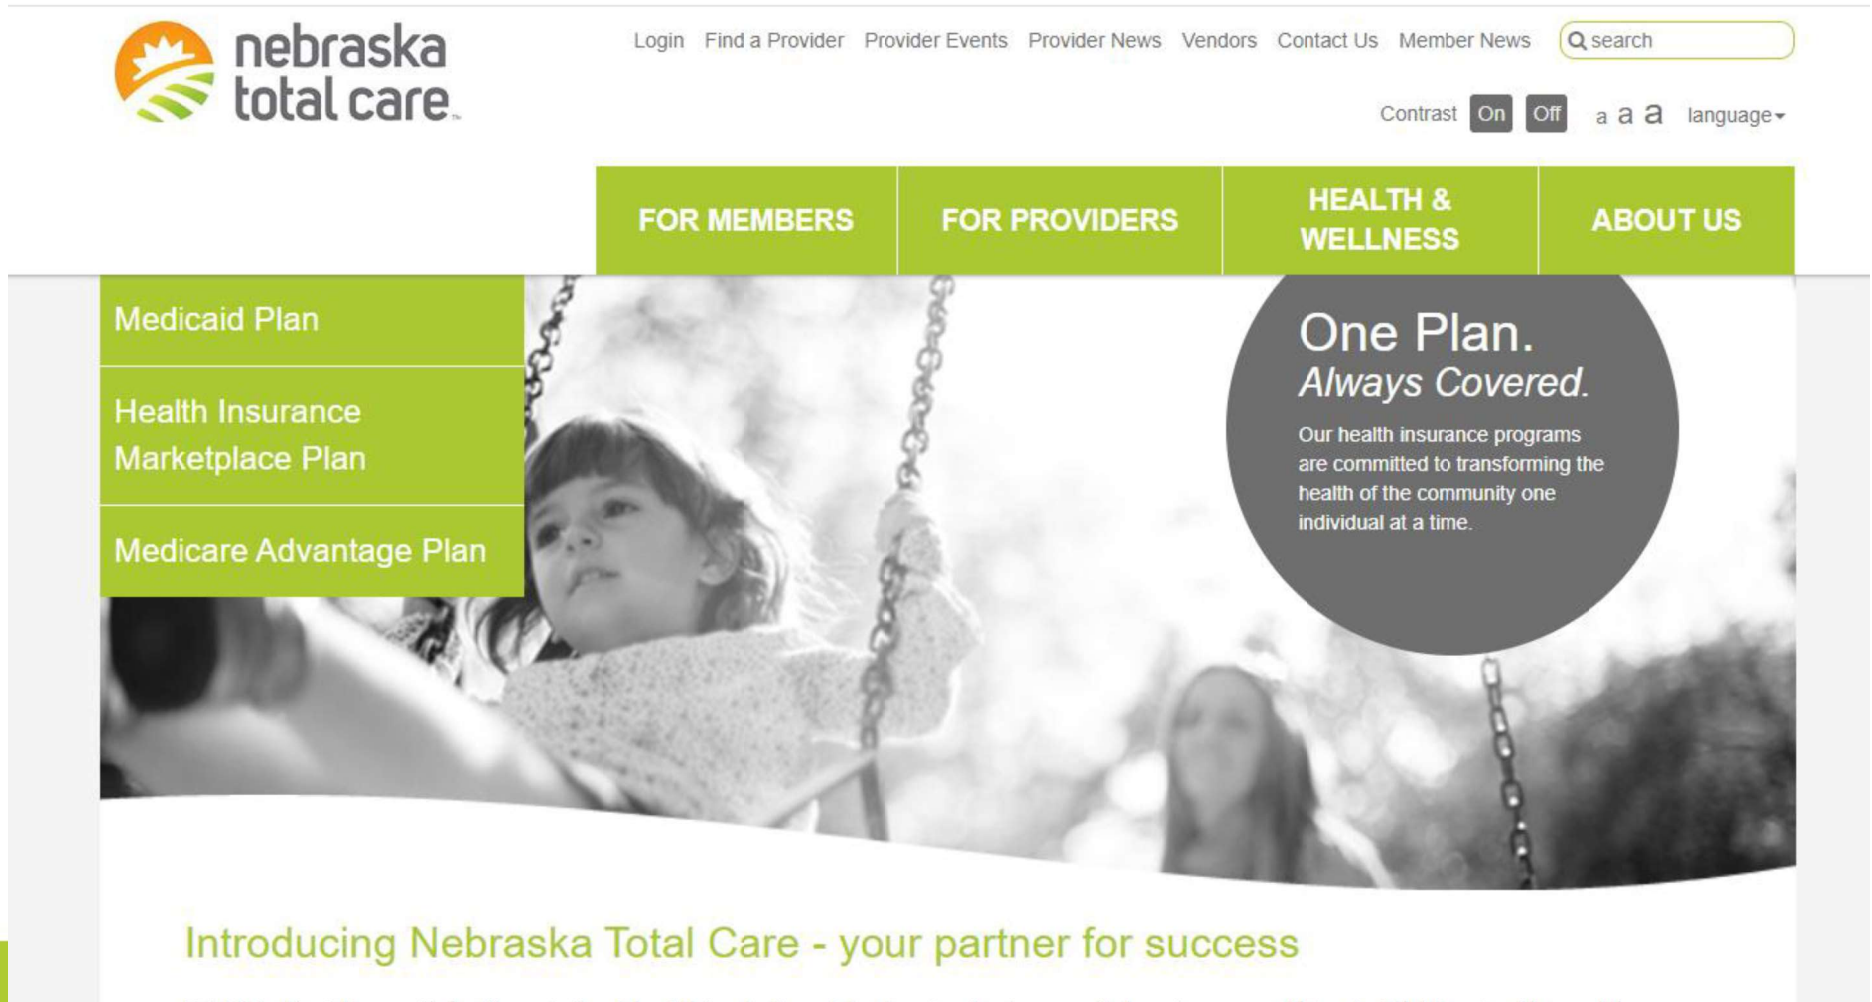 nebraska
total care™
Login Find a Provider Provider Events Provider News Vendors Contact Us Member News search
Contrast On Off a a a language
FOR MEMBERS
FOR PROVIDERS
HEALTH &
WELLNESS
ABOUT US
Medicaid Plan
Health Insurance
Marketplace Plan
Medicare Advantage Plan
One Plan.
Always Covered.
Our health insurance programs
are committed to transforming the
health of the community one
individual at a time.
Introducing Nebraska Total Care - your partner for success